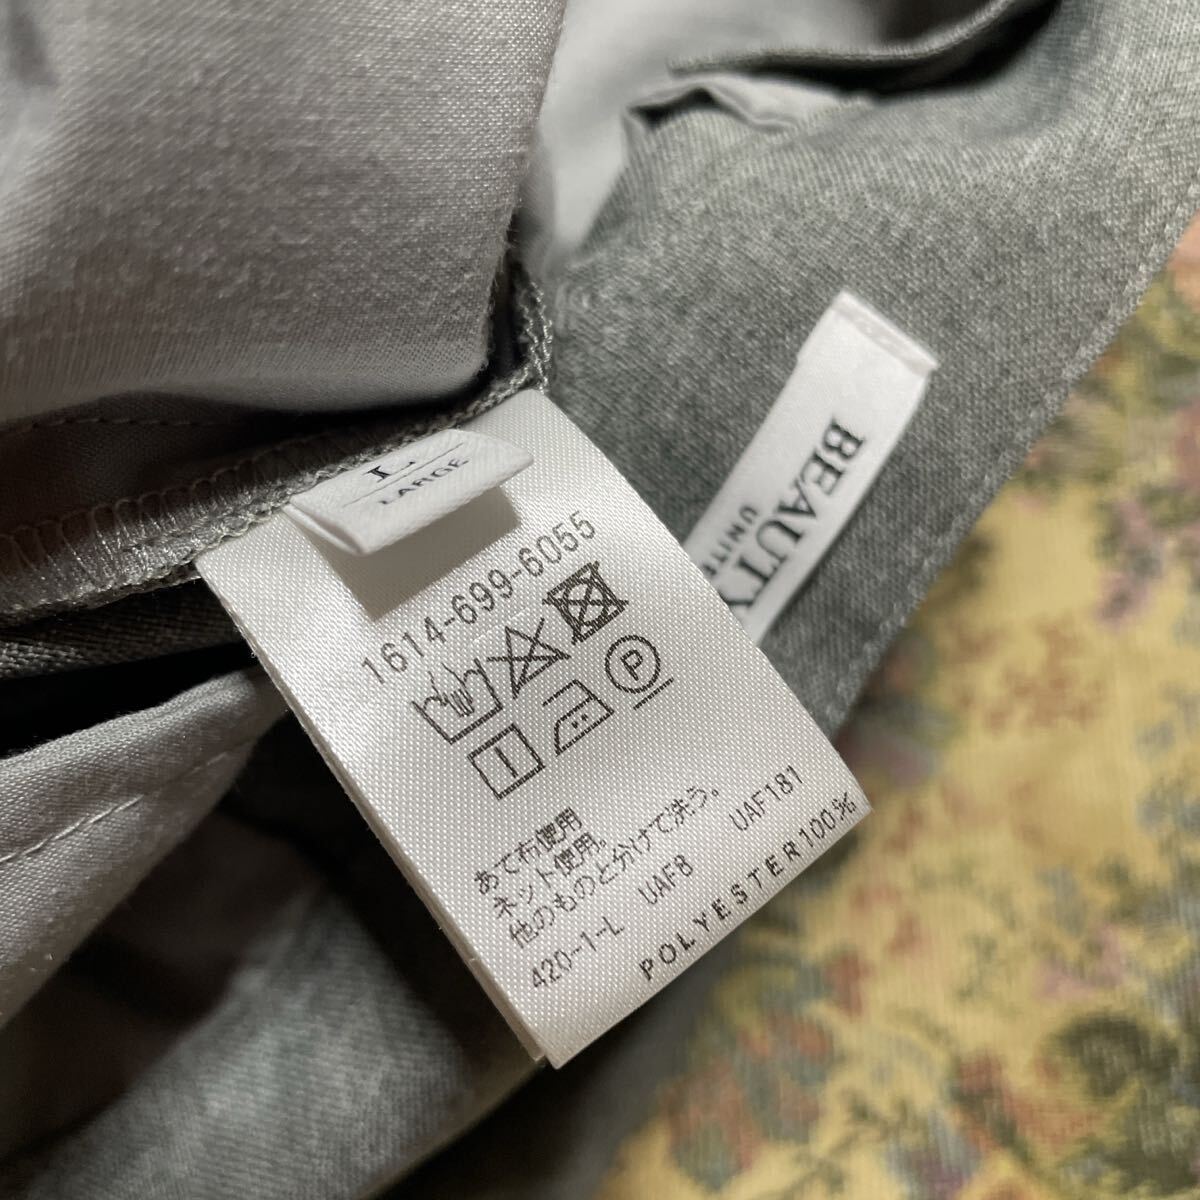 L
LARGE
1614-699-6055
P
あて布使用
ネット使用。
他のものと分けて洗う。
420-1-L UAF8 UAF181
POLYESTER100%
BEAUTY